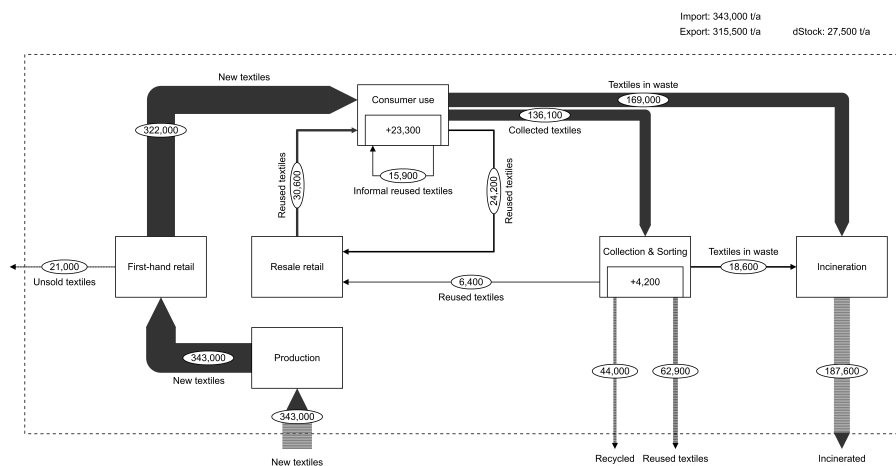 Import: 343,000 t/a
Export: 315,500 t/a
dStock: 27,500 t/a
New textiles
Textiles in waste
Consumer use
169,000
136,100
Collected textiles
322,000
+23,300
15,900
Informal reused textiles
30,600
Reused textiles
24,200
Reused textiles
21,000
Unsold textiles
First-hand retail
Resale retail
6,400
Reused textiles
Collection & Sorting
+4,200
Textiles in waste
18,600
Incineration
343,000
New textiles
Production
44,000
62,900
187,600
343,000
New textiles
Recycled
Reused textiles
Incinerated